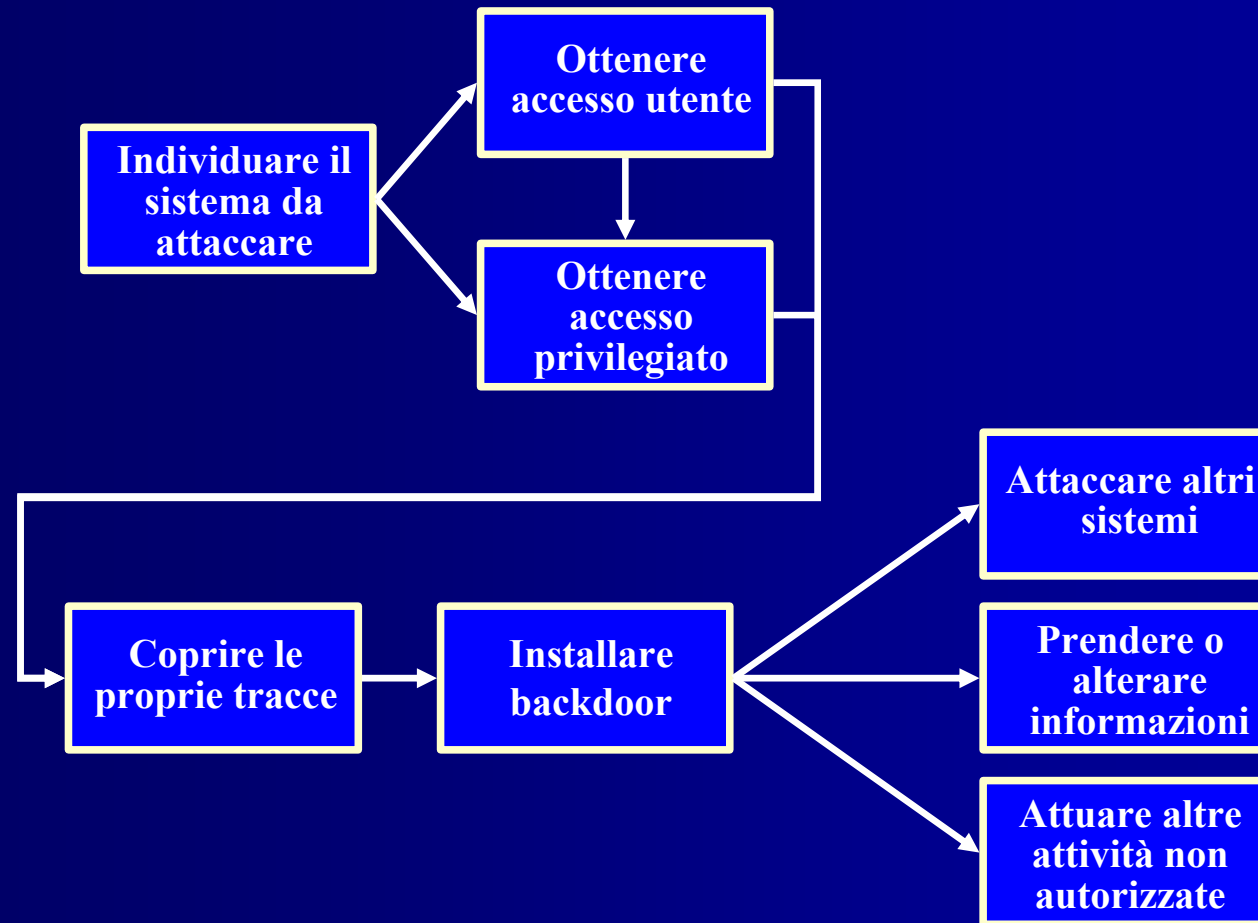 Ottenere
accesso utente
Individuare il
sistema da
attaccare
Ottenere
accesso
privilegiato
Attaccare altri
sistemi
Coprire le
proprie tracce
Installare
backdoor
Prendere o
alterare
informazioni
Attuare altre
attività non
autorizzate